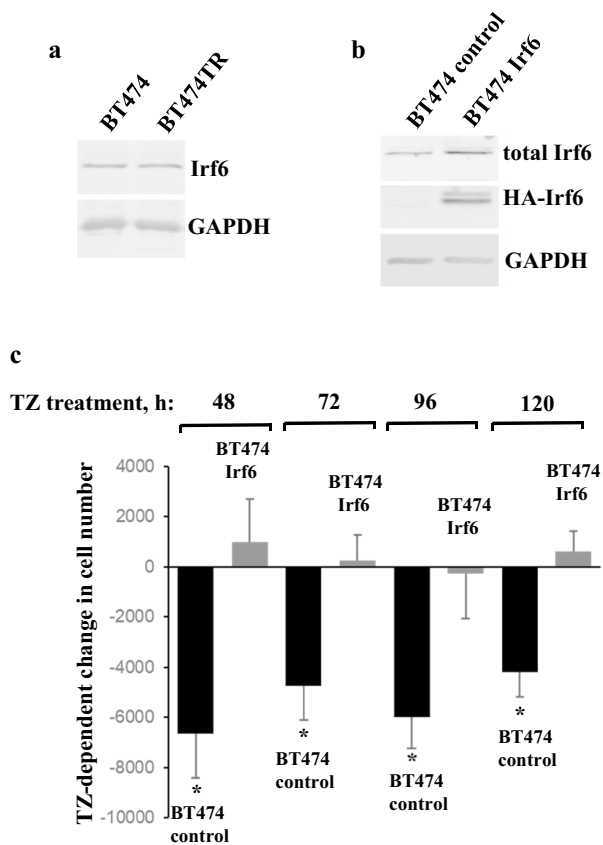 a
BT474
BT474TR
Irf6
GAPDH
b
BT474 control
BT474 Irf6
total Irf6
HA-Irf6
GAPDH
c
TZ treatment, h: 48 72 96 120
TZ-dependent change in cell number
4000
2000
0
-2000
-4000
-6000
-8000
-10000
BT474
Irf6
BT474
Irf6
BT474
Irf6
BT474
Irf6
*
BT474
control
*
BT474
control
*
BT474
control
*
BT474
control